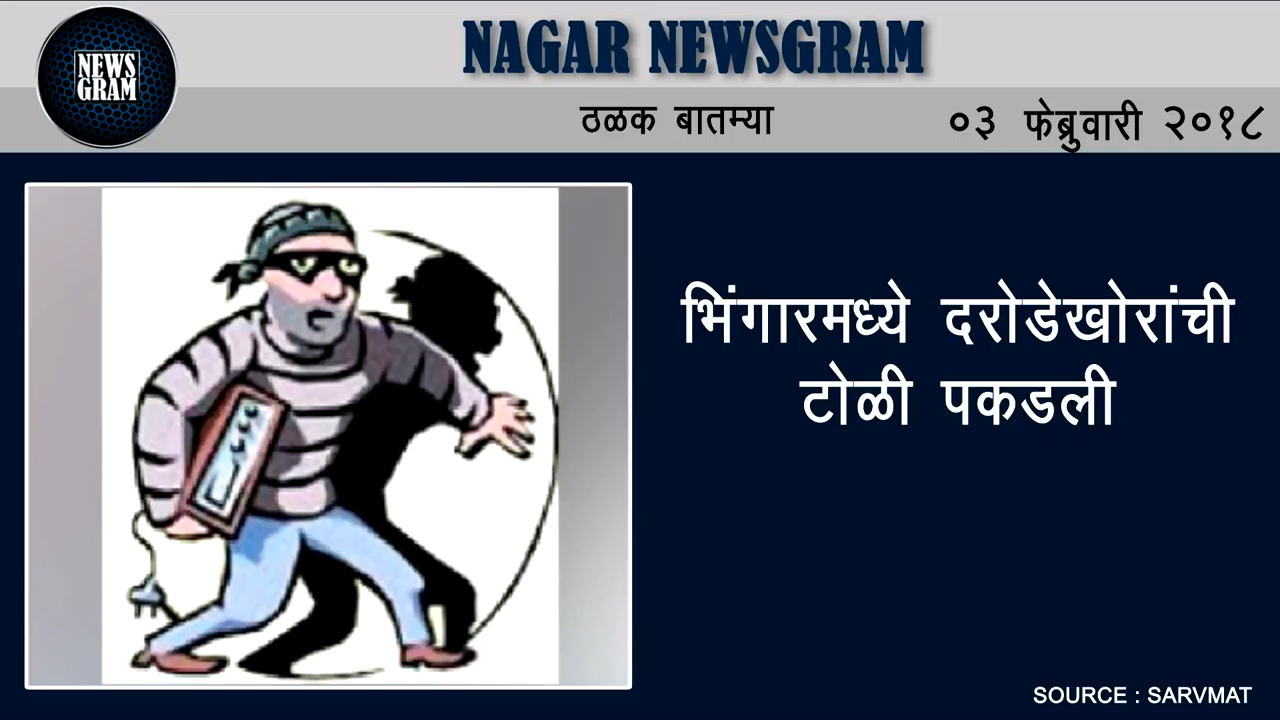 NEWS
GRAM
NAGAR NEWSGRAM
ठळक बातम्या
०३ फेब्रुवारी २०१८
भिंगारमध्ये दरोडेखोरांची
टोळी पकडली
SOURCE : SARVMAT